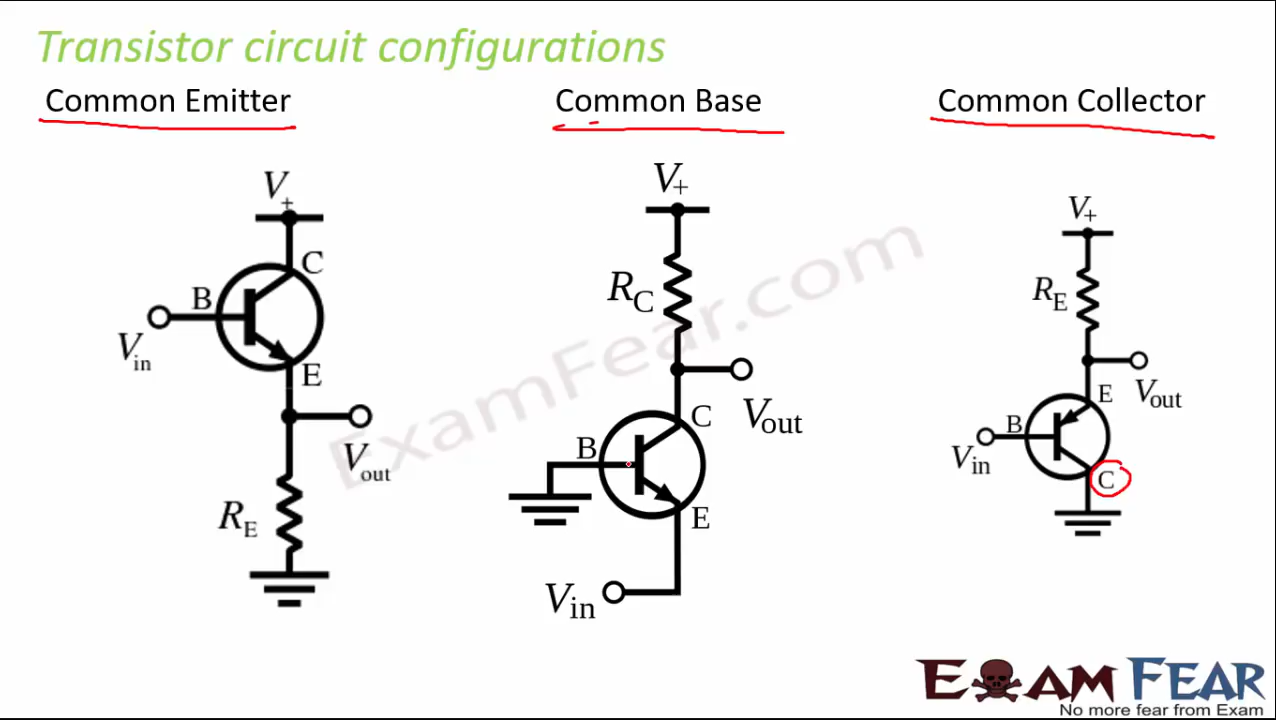 Transistor circuit configurations
Common Emitter
Common Base
Common Collector
V+
C
B
Vin
E
Vout
RE
V+
RC
C
Vout
B
E
Vin
V+
RE
E
Vout
B
Vin
C
ExamFear.com
EXAM FEAR
No more fear from Exam